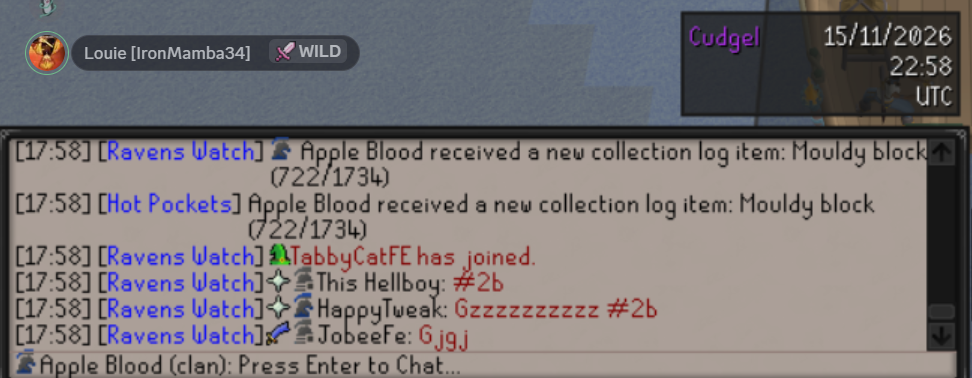 Louie [IronMamba34] WILD
Cudgel 15/11/2026
22:58
UTC
[17:58] [Ravens Watch] Apple Blood received a new collection log item: Mouldy block
(722/1734)
[17:58] [Hot Pockets] Apple Blood received a new collection log item: Mouldy block
(722/1734)
[17:58] [Ravens Watch] TabbyCatFE has joined.
[17:58] [Ravens Watch] This Hellboy: #2b
[17:58] [Ravens Watch] HappyTweak: Gzzzzzzzzzz #2b
[17:58] [Ravens Watch] JobeeFe: Gjgj
Apple Blood (clan): Press Enter to Chat...